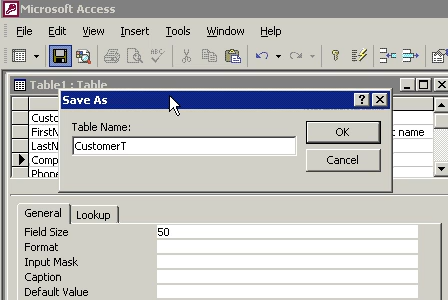 Microsoft Access
File Edit View Insert Tools Window Help
Table1 : Table
Save As
Table Name:
CustomerT
OK
Cancel
Custo
FirstN
t name
LastN
Comp
Phone
General Lookup
Field Size 50
Format
Input Mask
Caption
Default Value